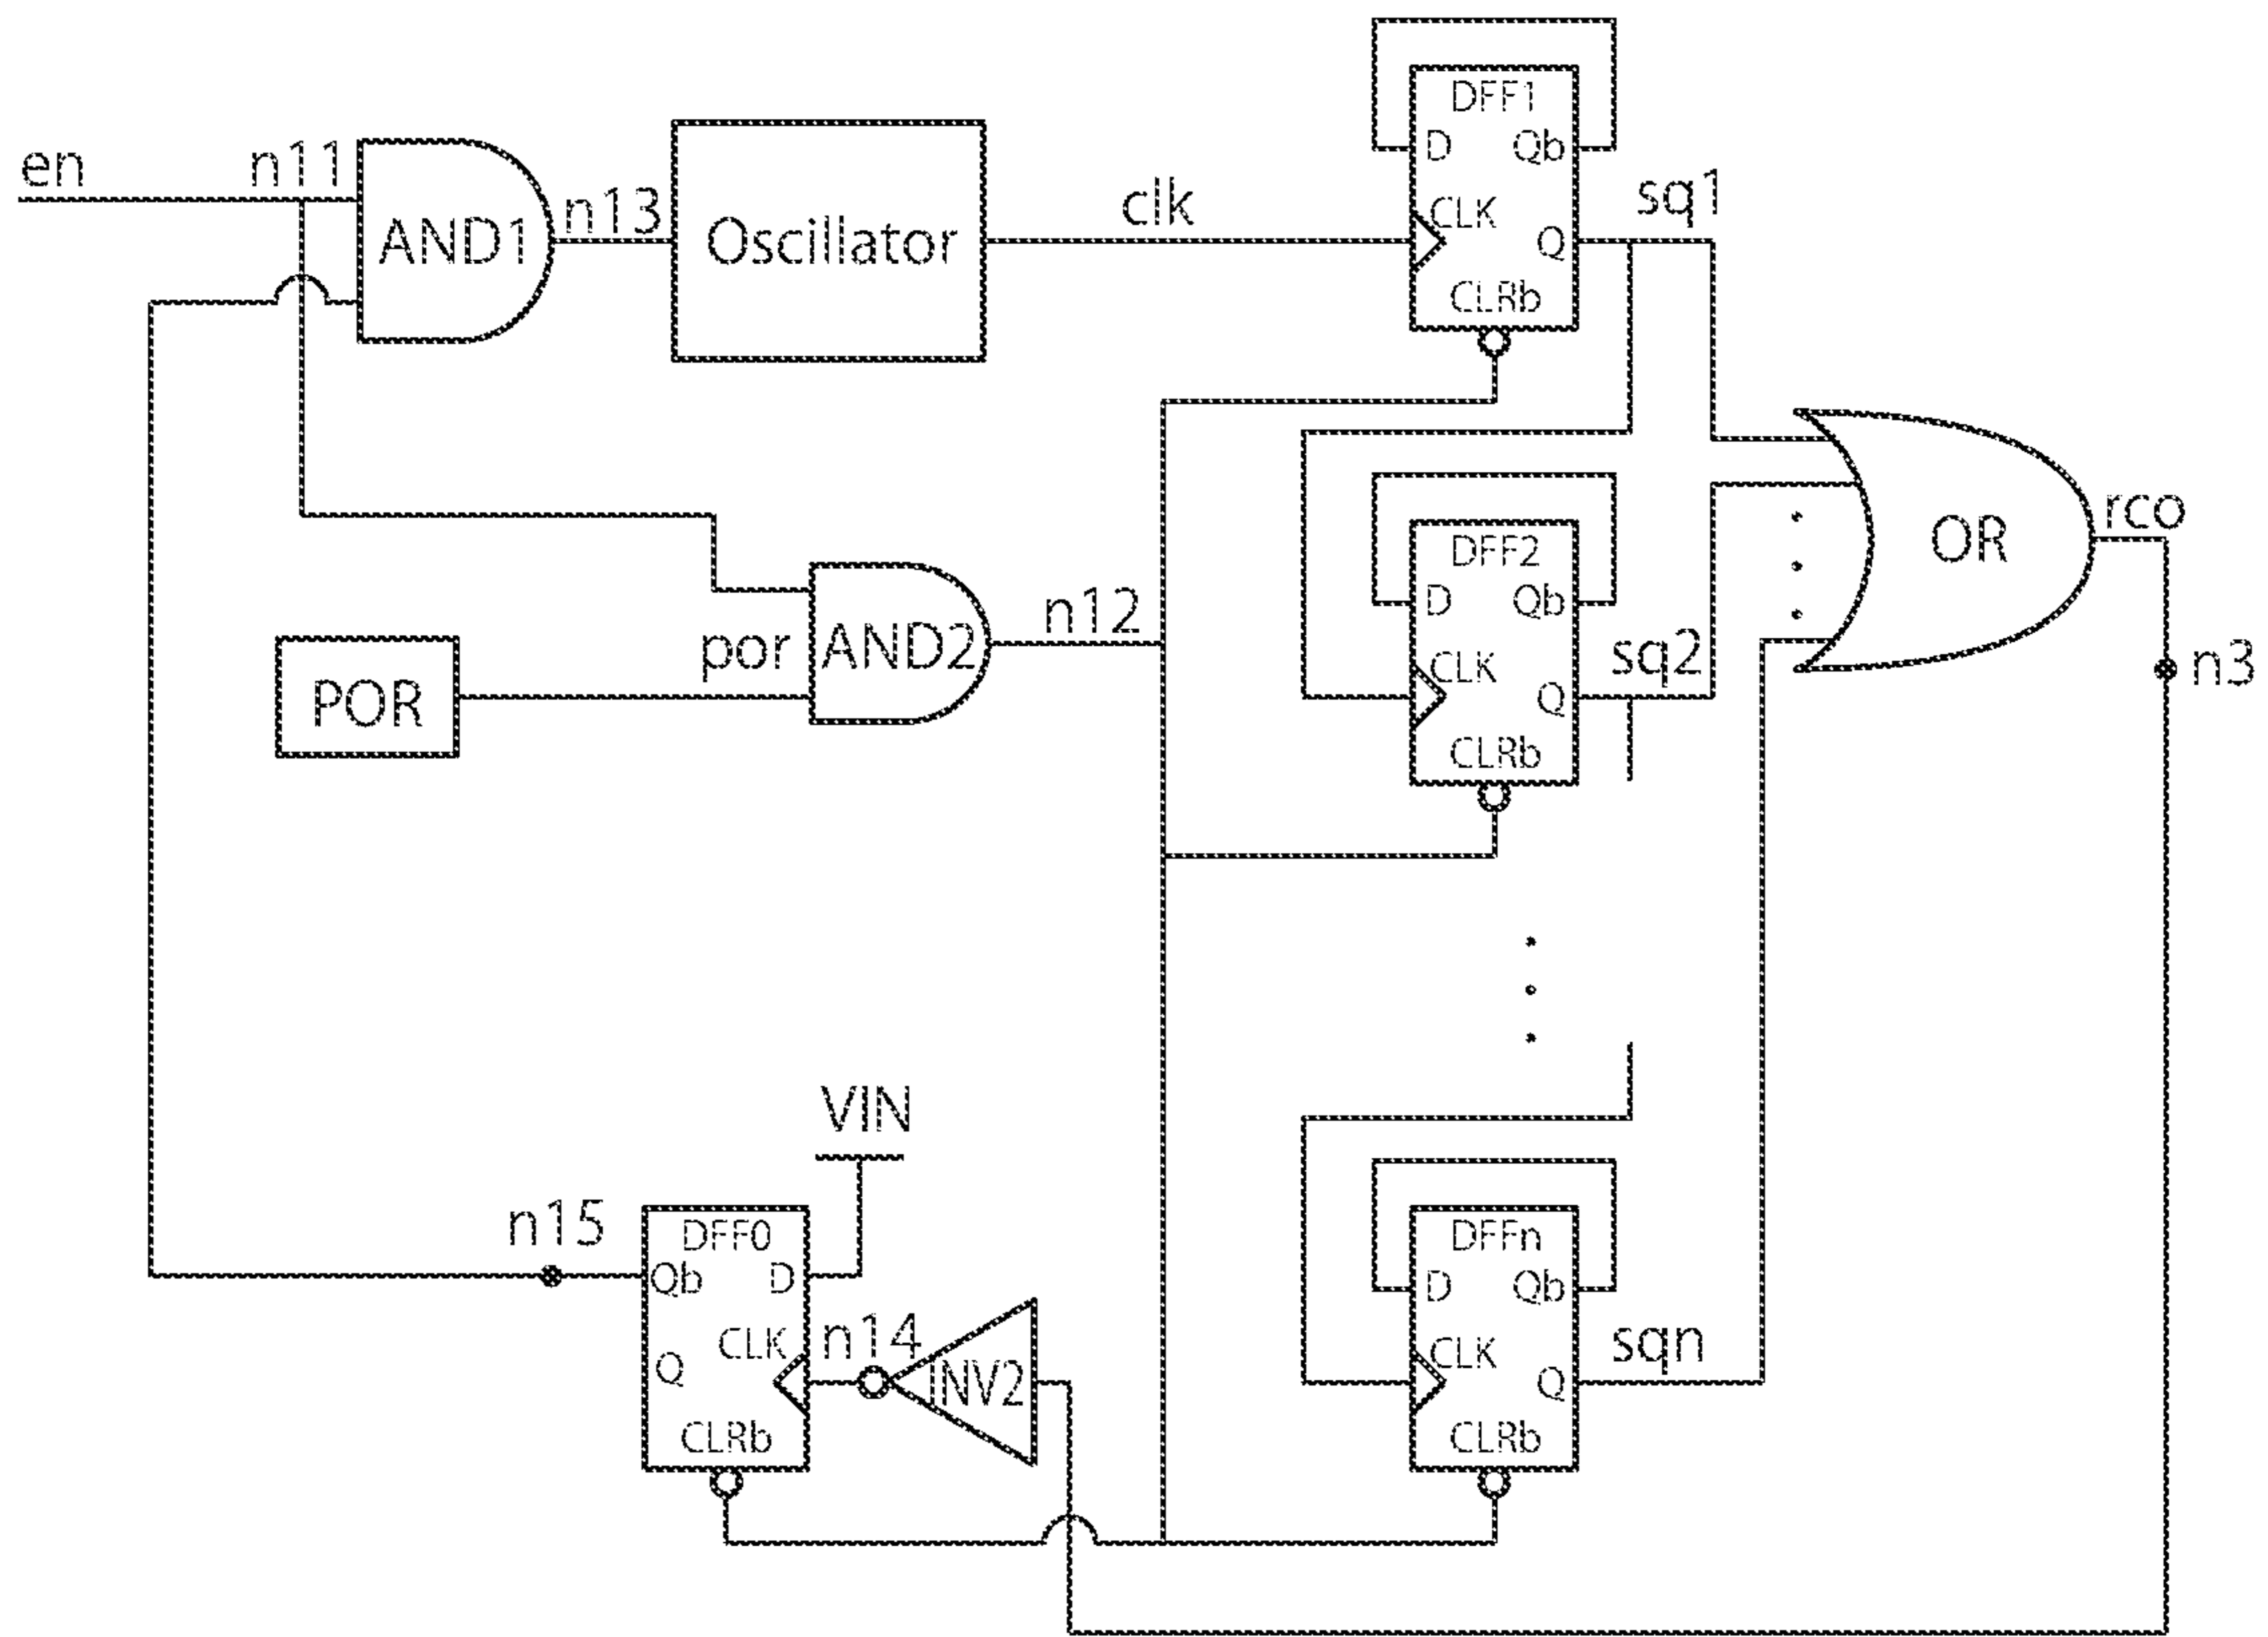 en
n11
AND1
n13
Oscillator
clk
DFF1
D
Qb
CLK
Q
CLRb
sq1
POR
por
AND2
n12
DFF2
D
Qb
CLK
Q
CLRb
sq2
OR
rco
n3
VIN
n15
DFF0
Qb
D
CLK
Q
CLRb
n14
INV2
DFFn
D
Qb
CLK
Q
CLRb
sqn